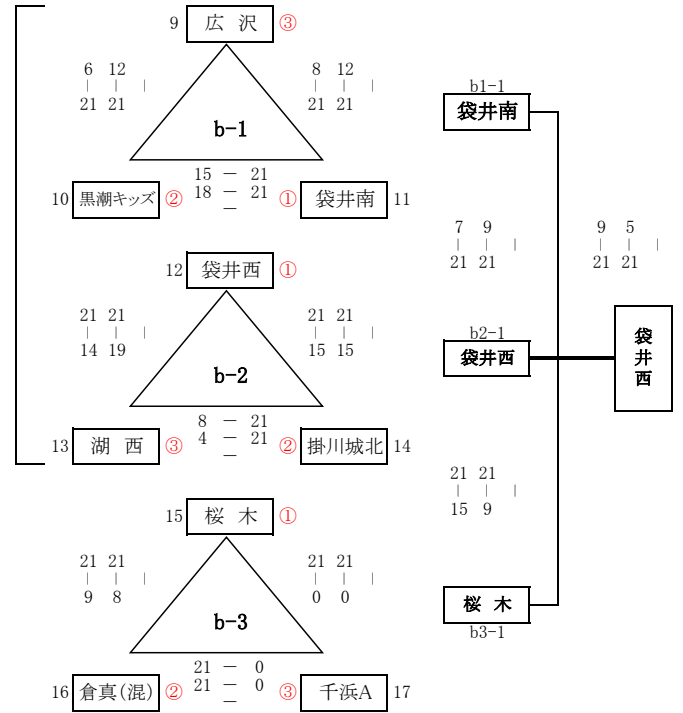 9 広 沢 ③
6 12
| | |
21 21
8 12
| | |
21 21
b-1
15 － 21
18 － 21
－
10 黒潮キッズ ②
① 袋井南 11
12 袋井西 ①
21 21
| | |
14 19
21 21
| | |
15 15
b-2
8 － 21
4 － 21
－
13 湖 西 ③
② 掛川城北 14
15 桜 木 ①
21 21
| | |
9 8
21 21
| | |
0 0
b-3
21 － 0
21 － 0
－
16 倉真(混) ②
③ 千浜A 17
b1-1
袋井南
7 9
| | |
21 21
9 5
| | |
21 21
b2-1
袋井西
袋井西
21 21
| | |
15 9
桜 木
b3-1